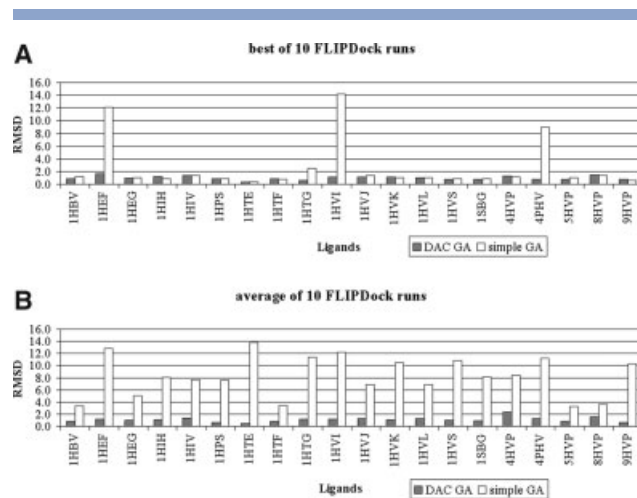 A
best of 10 FLIPDock runs
RMSD
16.0
14.0
12.0
10.0
8.0
6.0
4.0
2.0
0.0
1HBV 1HEF 1HEG 1HIH 1HIV 1HPS 1HTE 1HTF 1HTG 1HVI 1HVJ 1HVK 1HVL 1HVS 1SBG 4HVP 4PHV 5HVP 8HVP 9HVP
Ligands
DAC GA simple GA
B
average of 10 FLIPDock runs
RMSD
16.0
14.0
12.0
10.0
8.0
6.0
4.0
2.0
0.0
1HBV 1HEF 1HEG 1HIH 1HIV 1HPS 1HTE 1HTF 1HTG 1HVI 1HVJ 1HVK 1HVL 1HVS 1SBG 4HVP 4PHV 5HVP 8HVP 9HVP
Ligands
DAC GA simple GA